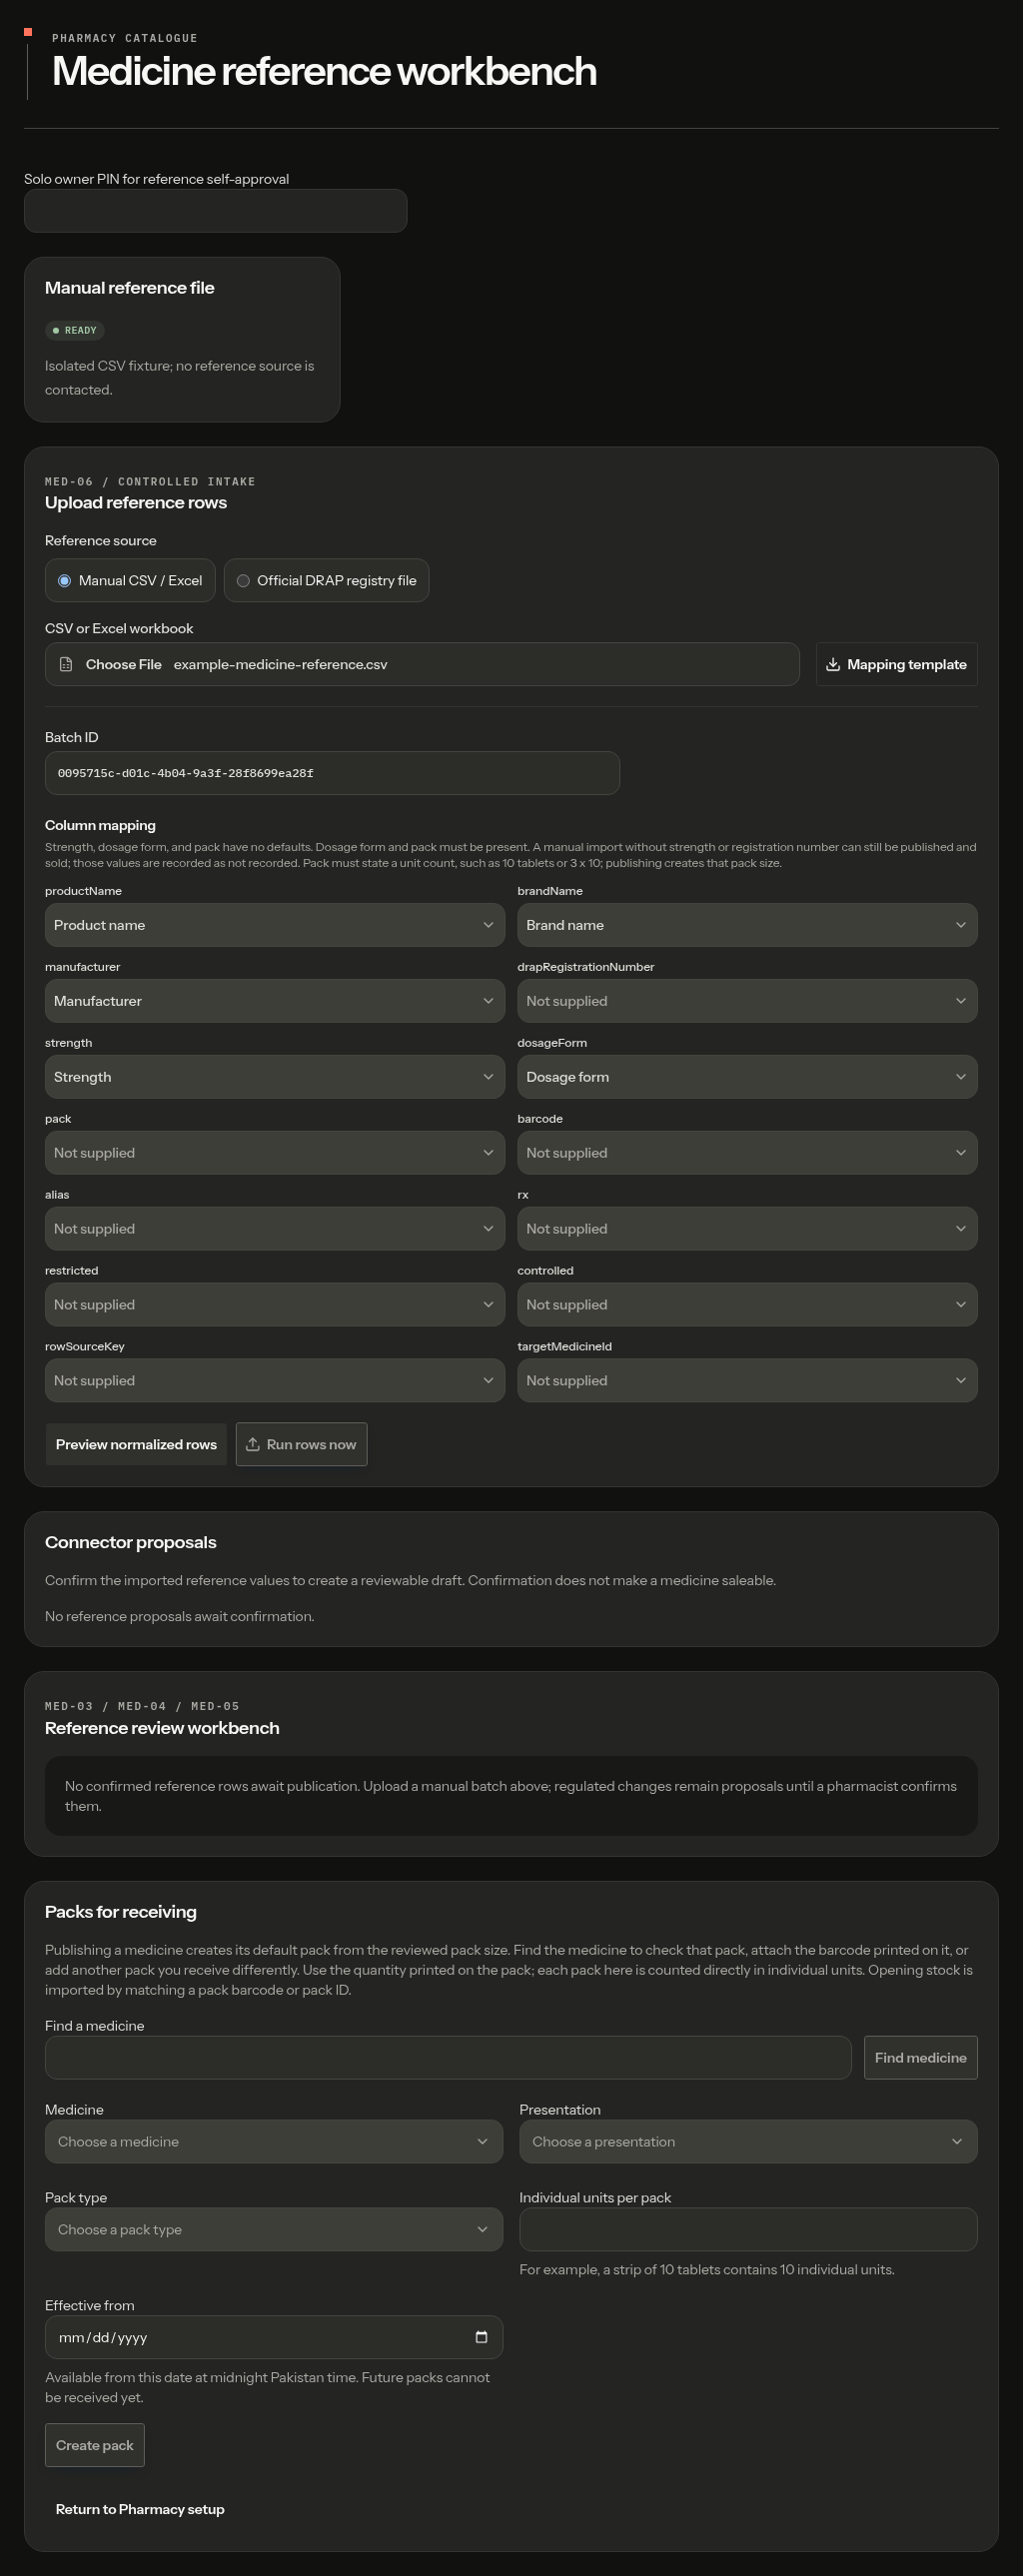 PHARMACY CATALOGUE
Medicine reference workbench
Solo owner PIN for reference self-approval
Manual reference file
READY
Isolated CSV fixture; no reference source is
contacted.
MED-06 / CONTROLLED INTAKE
Upload reference rows
Reference source
Manual CSV / Excel
Official DRAP registry file
CSV or Excel workbook
Choose File example-medicine-reference.csv
Mapping template
Batch ID
0095715c-d01c-4b04-9a3f-28f8699ea28f
Column mapping
Strength, dosage form, and pack have no defaults. Dosage form and pack must be present. A manual import without strength or registration number can still be published and
sold; those values are recorded as not recorded. Pack must state a unit count, such as 10 tablets or 3 x 10; publishing creates that pack size.
productName
brandName
Product name
Brand name
manufacturer
drapRegistrationNumber
Manufacturer
Not supplied
strength
dosageForm
Strength
Dosage form
pack
barcode
Not supplied
Not supplied
alias
rx
Not supplied
Not supplied
restricted
controlled
Not supplied
Not supplied
rowSourceKey
targetMedicineId
Not supplied
Not supplied
Preview normalized rows
Run rows now
Connector proposals
Confirm the imported reference values to create a reviewable draft. Confirmation does not make a medicine saleable.
No reference proposals await confirmation.
MED-03 / MED-04 / MED-05
Reference review workbench
No confirmed reference rows await publication. Upload a manual batch above; regulated changes remain proposals until a pharmacist confirms
them.
Packs for receiving
Publishing a medicine creates its default pack from the reviewed pack size. Find the medicine to check that pack, attach the barcode printed on it, or
add another pack you receive differently. Use the quantity printed on the pack; each pack here is counted directly in individual units. Opening stock is
imported by matching a pack barcode or pack ID.
Find a medicine
Find medicine
Medicine
Presentation
Choose a medicine
Choose a presentation
Pack type
Individual units per pack
Choose a pack type
For example, a strip of 10 tablets contains 10 individual units.
Effective from
mm/dd/yyyy
Available from this date at midnight Pakistan time. Future packs cannot
be received yet.
Create pack
Return to Pharmacy setup